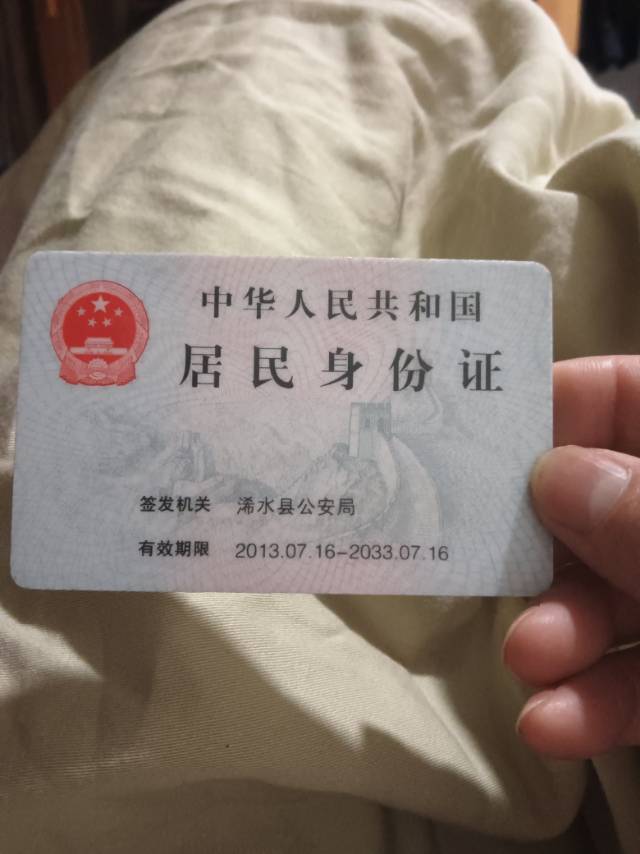 中华人民共和国
居民身份证
签发机关 浠水县公安局
有效期限 2013.07.16-2033.07.16